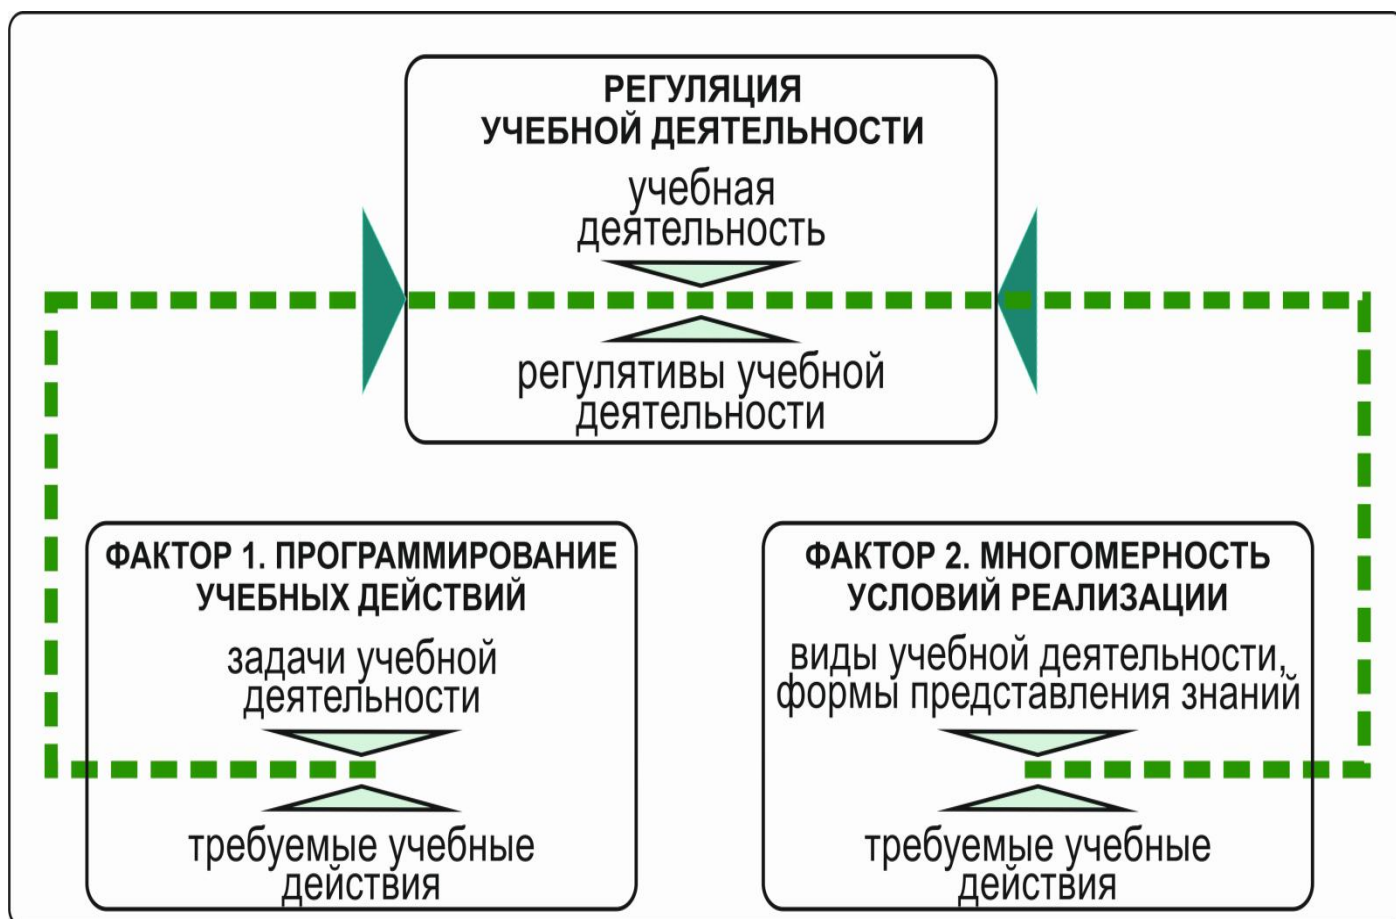 РЕГУЛЯЦИЯ
УЧЕБНОЙ ДЕЯТЕЛЬНОСТИ
учебная
деятельность
регулятивы учебной
деятельности
ФАКТОР 1. ПРОГРАММИРОВАНИЕ
УЧЕБНЫХ ДЕЙСТВИЙ
задачи учебной
деятельности
требуемые учебные
действия
ФАКТОР 2. МНОГОМЕРНОСТЬ
УСЛОВИЙ РЕАЛИЗАЦИИ
виды учебной деятельности,
формы представления знаний
требуемые учебные
действия